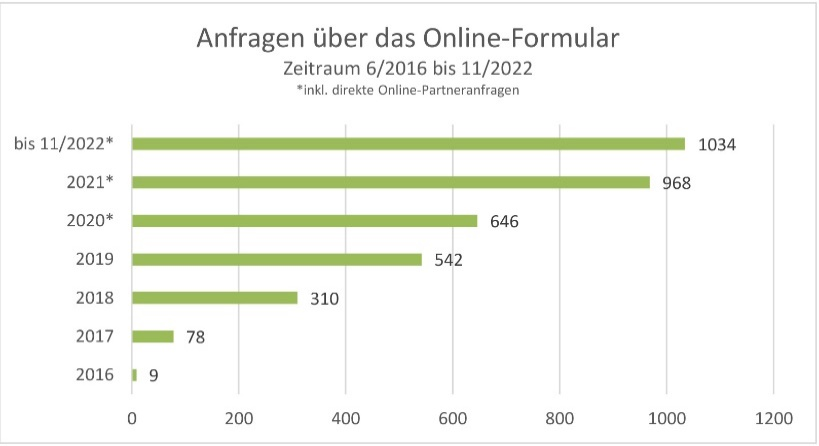 Anfragen über das Online-Formular
Zeitraum 6/2016 bis 11/2022
*inkl. direkte Online-Partneranfragen
bis 11/2022* 1034
2021* 968
2020* 646
2019 542
2018 310
2017 78
2016 9
0 200 400 600 800 1000 1200